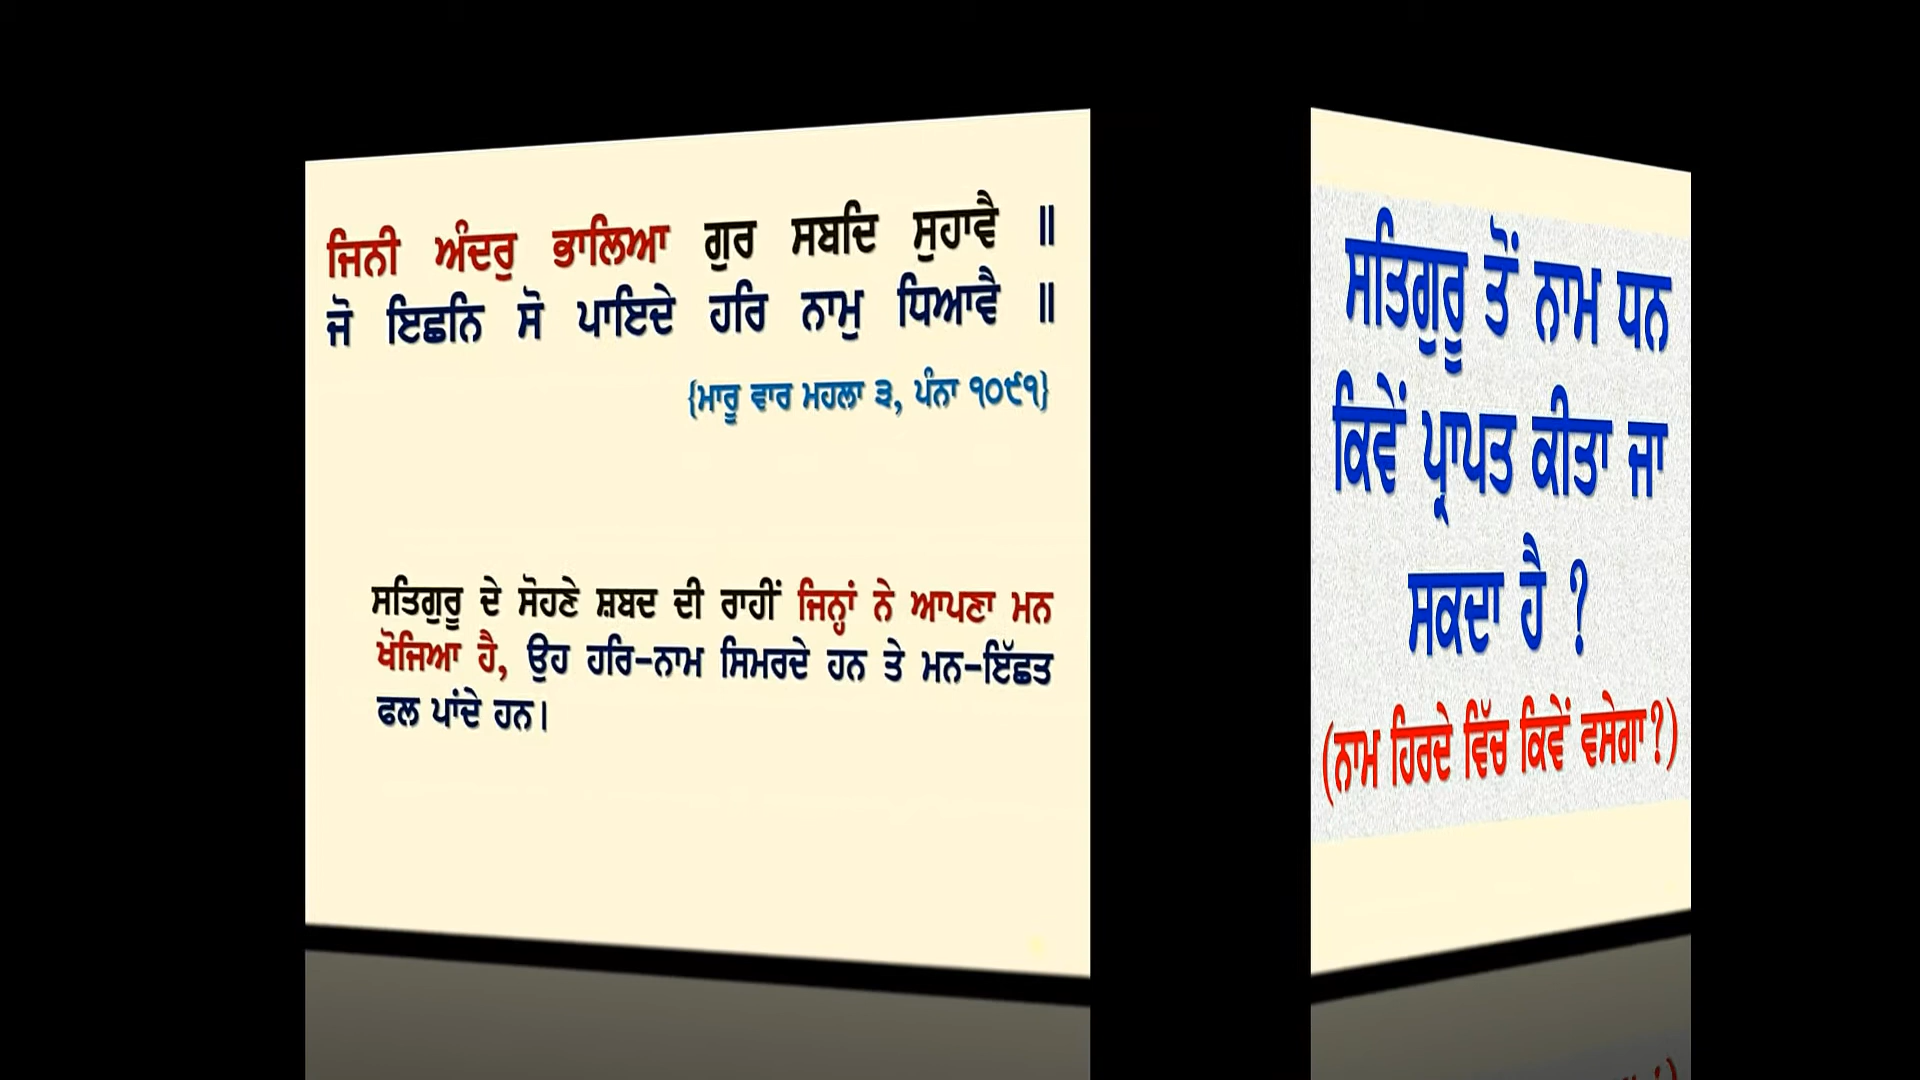 ਜਿਨੀ ਅੰਦਰੁ ਭਾਲਿਆ ਗੁਰ ਸਬਦਿ ਸੁਹਾਵੈ ॥
ਜੋ ਇਛਨਿ ਸੋ ਪਾਇਦੇ ਹਰਿ ਨਾਮੁ ਧਿਆਵੈ ॥
{ਮਾਰੂ ਵਾਰ ਮਹਲਾ ੩, ਪੰਨਾ ੧੦੯੧}
ਸਤਿਗੁਰੂ ਦੇ ਸੋਹਣੇ ਸ਼ਬਦ ਦੀ ਰਾਹੀਂ ਜਿਨ੍ਹਾਂ ਨੇ ਆਪਣਾ ਮਨ
ਖੋਜਿਆ ਹੈ, ਉਹ ਹਰਿ-ਨਾਮ ਸਿਮਰਦੇ ਹਨ ਤੇ ਮਨ-ਇੱਛਤ
ਫਲ ਪਾਂਦੇ ਹਨ।
ਸਤਿਗੁਰੂ ਤੋਂ ਨਾਮ ਧਨ
ਕਿਵੇਂ ਪ੍ਰਾਪਤ ਕੀਤਾ ਜਾ
ਸਕਦਾ ਹੈ ?
(ਨਾਮ ਹਿਰਦੇ ਵਿੱਚ ਕਿਵੇਂ ਵਸੇਗਾ?)